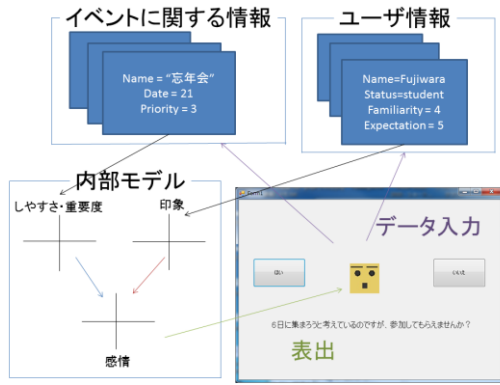 イベントに関する情報
ユーザ情報
Name = “忘年会”
Date = 21
Priority = 3
Name=Fujiwara
Status=student
Familiarity = 4
Expectation = 5
内部モデル
しやすさ・重要度
印象
感情
データ入力
はい
いいえ
6日に集まろうと考えているのですが、参加してもらえませんか？
表出